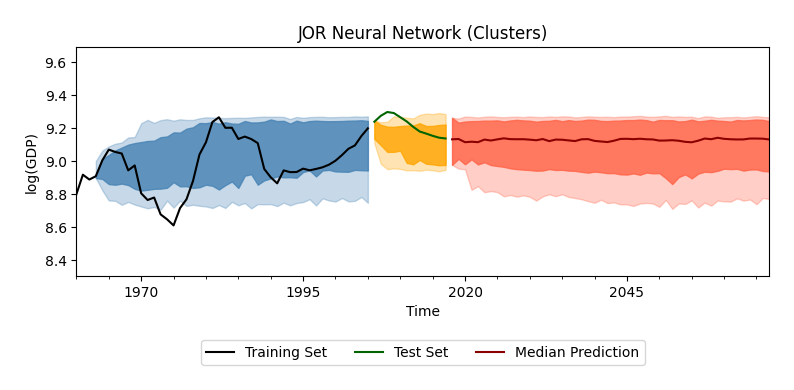 JOR Neural Network (Clusters)
9.6
9.4
9.2
9.0
8.8
8.6
8.4
log(GDP)
1970 1995 2020 2045
Time
Training Set Test Set Median Prediction